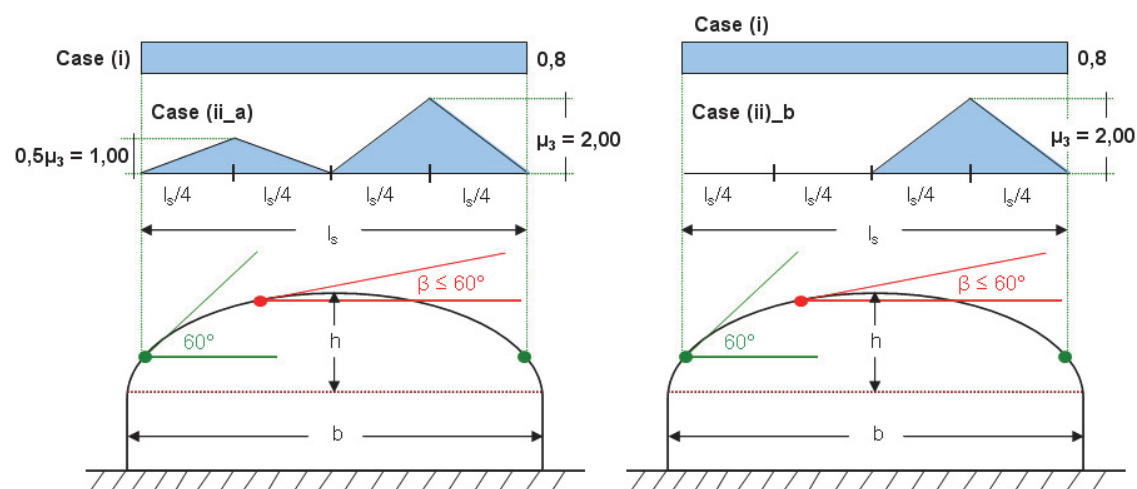 Case (i)
0,8
Case (ii_a)
0,5μ₃ = 1,00
μ₃ = 2,00
lₛ/4
lₛ/4
lₛ/4
lₛ/4
lₛ
β ≤ 60°
60°
h
b
Case (i)
0,8
Case (ii)_b
μ₃ = 2,00
lₛ/4
lₛ/4
lₛ/4
lₛ/4
lₛ
β ≤ 60°
60°
h
b